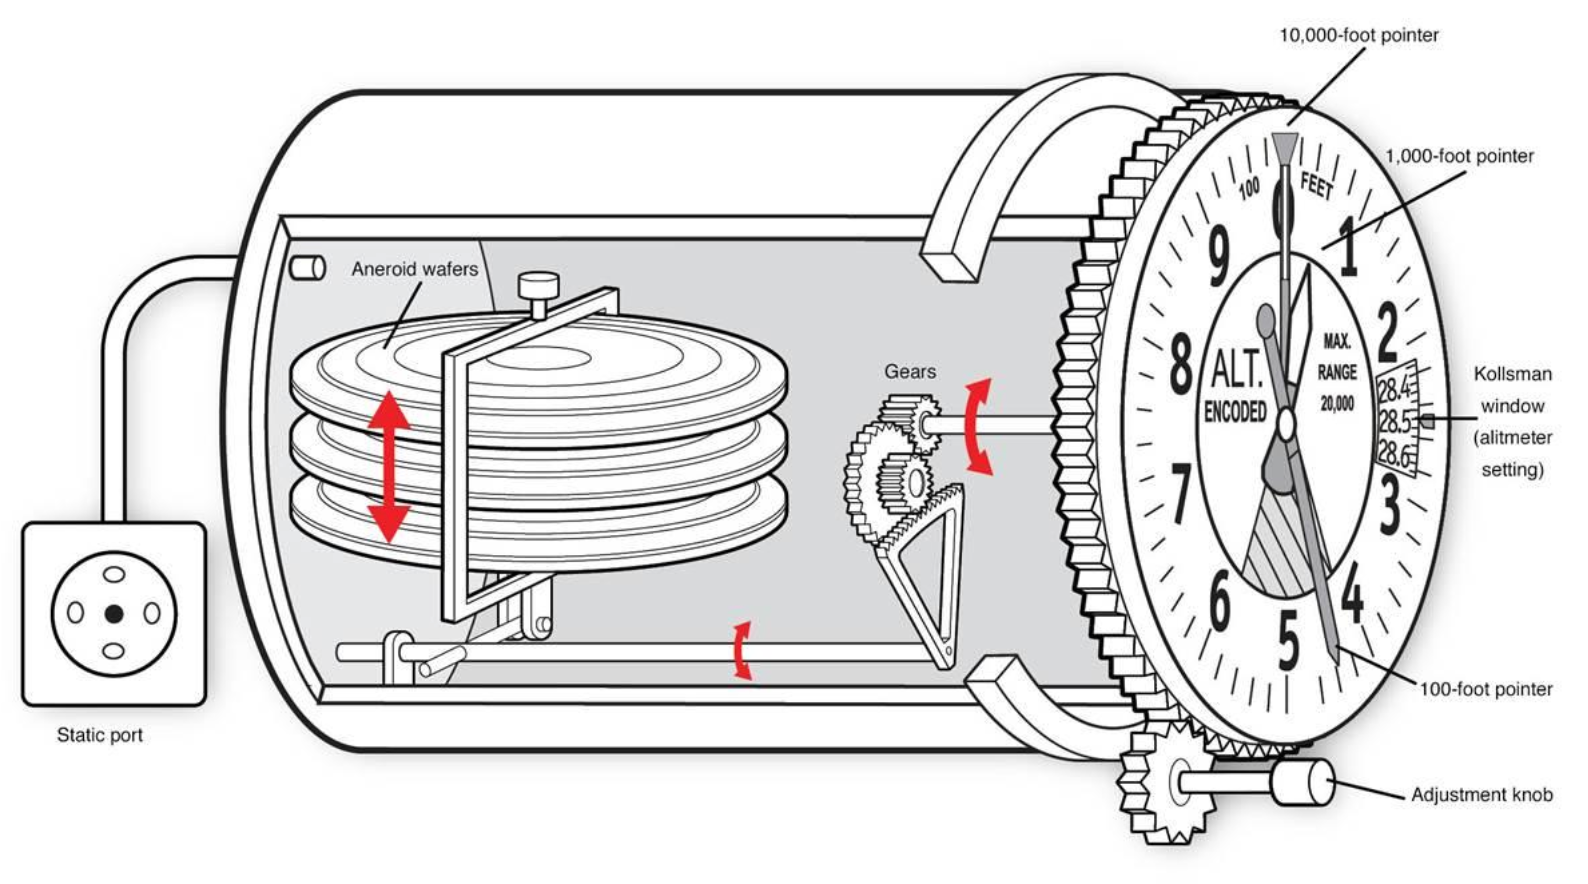 10,000-foot pointer
1,000-foot pointer
Aneroid wafers
Gears
100 FEET
0
1
2
3
4
5
6
7
8
9
ALT.
ENCODED
MAX.
RANGE
20,000
28.4
28.5
28.6
Kollsman
window
(alitmeter
setting)
100-foot pointer
Static port
Adjustment knob